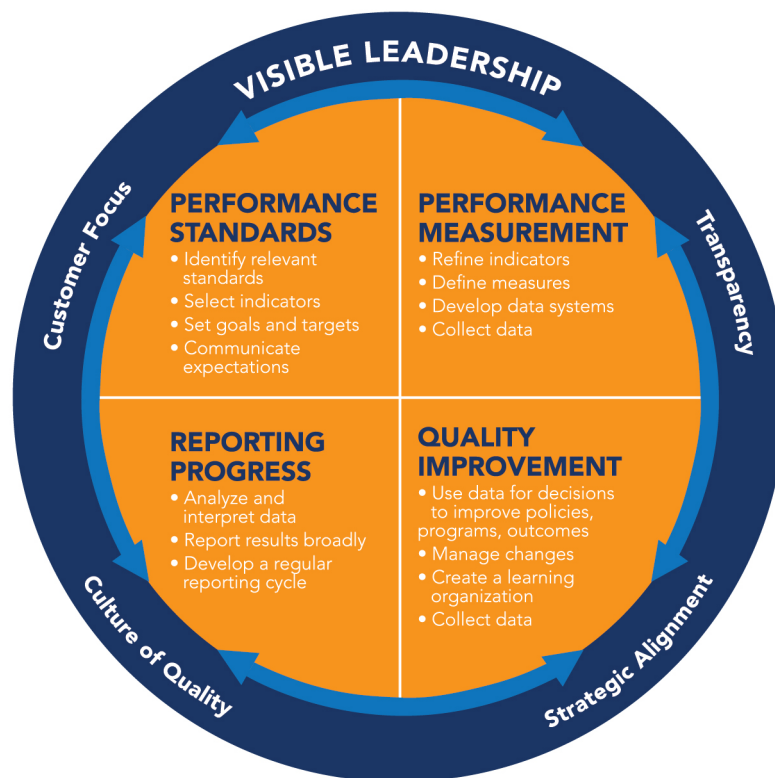 VISIBLE LEADERSHIP
Customer Focus
Transparency
PERFORMANCE
STANDARDS
• Identify relevant
standards
• Select indicators
• Set goals and targets
• Communicate
expectations
PERFORMANCE
MEASUREMENT
• Refine indicators
• Define measures
• Develop data systems
• Collect data
REPORTING
PROGRESS
• Analyze and
interpret data
• Report results broadly
• Develop a regular
reporting cycle
QUALITY
IMPROVEMENT
• Use data for decisions
to improve policies,
programs, outcomes
• Manage changes
• Create a learning
organization
• Collect data
Culture of Quality
Strategic Alignment